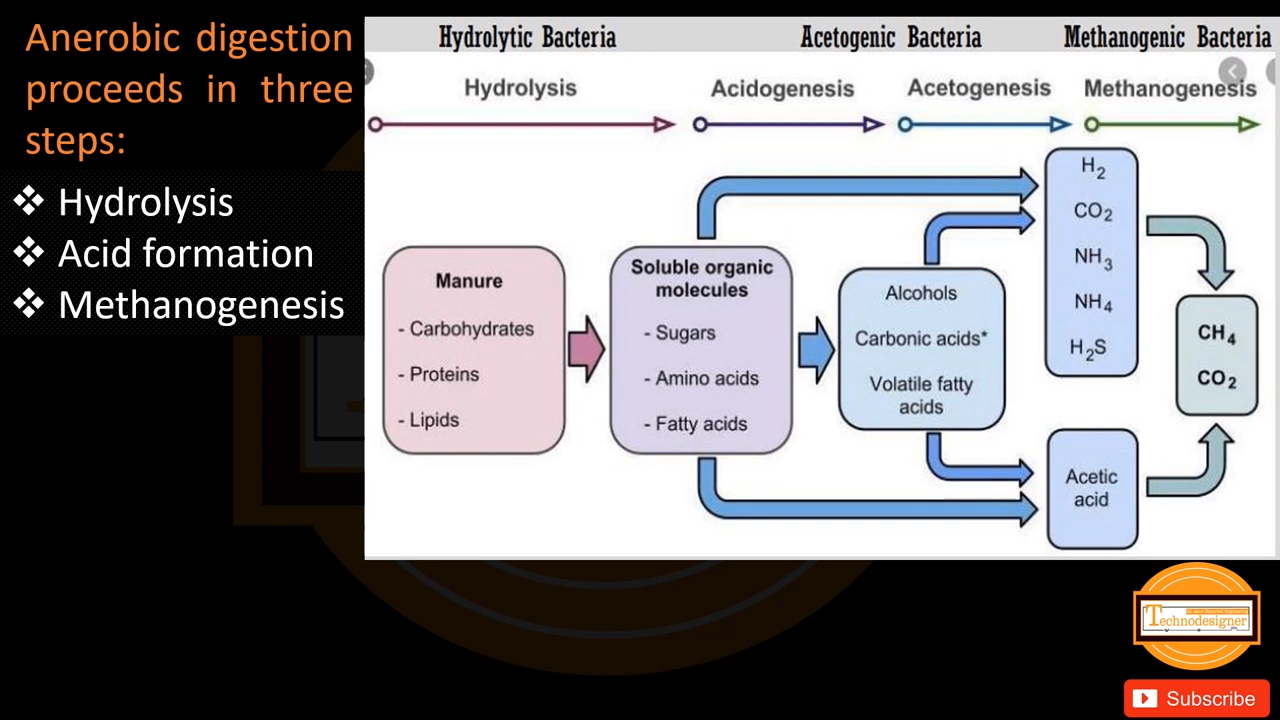 Anerobic digestion
proceeds in three
steps:
❖ Hydrolysis
❖ Acid formation
❖ Methanogenesis
Hydrolytic Bacteria
Acetogenic Bacteria
Methanogenic Bacteria
Hydrolysis
Acidogenesis
Acetogenesis
Methanogenesis
Manure
- Carbohydrates
- Proteins
- Lipids
Soluble organic
molecules
- Sugars
- Amino acids
- Fatty acids
Alcohols
Carbonic acids*
Volatile fatty
acids
H2
CO2
NH3
NH4
H2S
Acetic
acid
CH4
CO2
Technodesigner
Subscribe